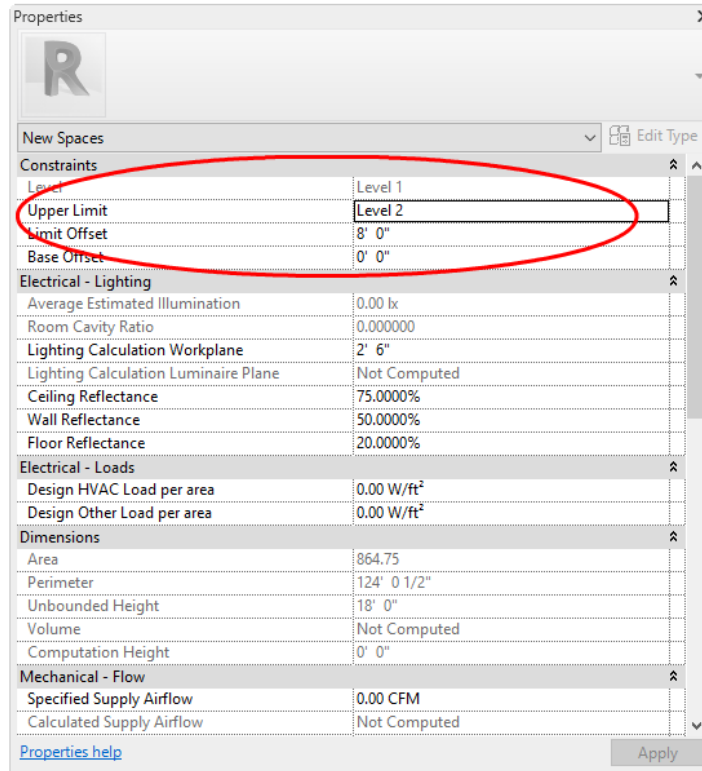 Properties
R
New Spaces Edit Type
Constraints
Level Level 1
Upper Limit Level 2
Limit Offset 8' 0"
Base Offset 0' 0"
Electrical - Lighting
Average Estimated Illumination 0.00 lx
Room Cavity Ratio 0.000000
Lighting Calculation Workplane 2' 6"
Lighting Calculation Luminaire Plane Not Computed
Ceiling Reflectance 75.0000%
Wall Reflectance 50.0000%
Floor Reflectance 20.0000%
Electrical - Loads
Design HVAC Load per area 0.00 W/ft²
Design Other Load per area 0.00 W/ft²
Dimensions
Area 864.75
Perimeter 124' 0 1/2"
Unbounded Height 18' 0"
Volume Not Computed
Computation Height 0' 0"
Mechanical - Flow
Specified Supply Airflow 0.00 CFM
Calculated Supply Airflow Not Computed
Properties help Apply